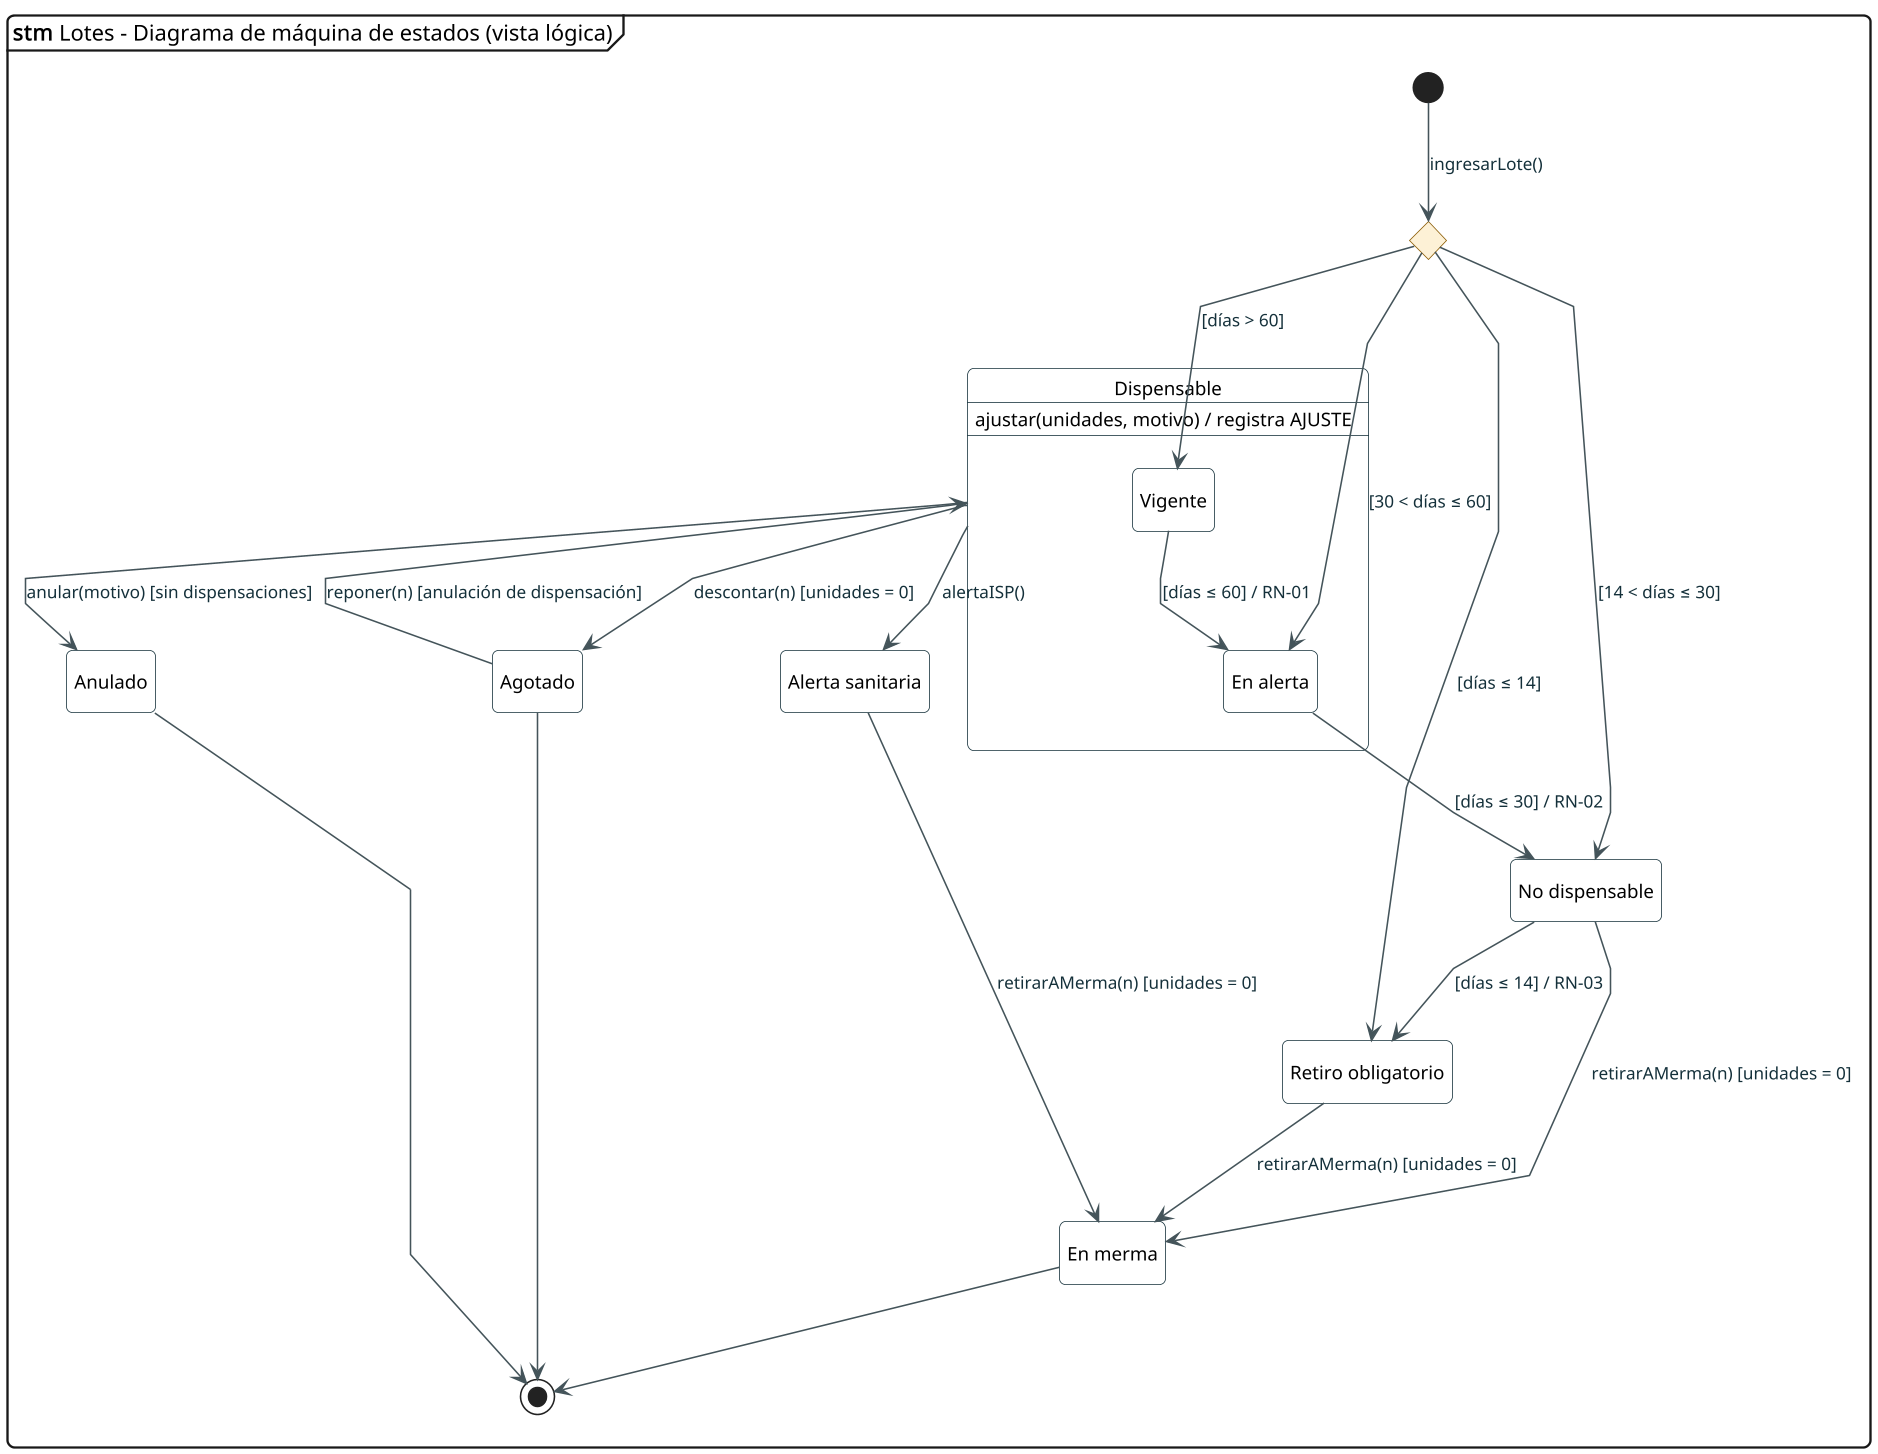 stm Lotes - Diagrama de máquina de estados (vista lógica)
ingresarLote()
[días > 60]
Dispensable
ajustar(unidades, motivo) / registra AJUSTE
Vigente
[30 < días ≤ 60]
anular(motivo) [sin dispensaciones]
reponer(n) [anulación de dispensación]
descontar(n) [unidades = 0]
alertaISP()
[días ≤ 60] / RN-01
[14 < días ≤ 30]
Anulado
Agotado
Alerta sanitaria
En alerta
[días ≤ 14]
[días ≤ 30] / RN-02
No dispensable
retirarAMerma(n) [unidades = 0]
[días ≤ 14] / RN-03
Retiro obligatorio
retirarAMerma(n) [unidades = 0]
retirarAMerma(n) [unidades = 0]
En merma